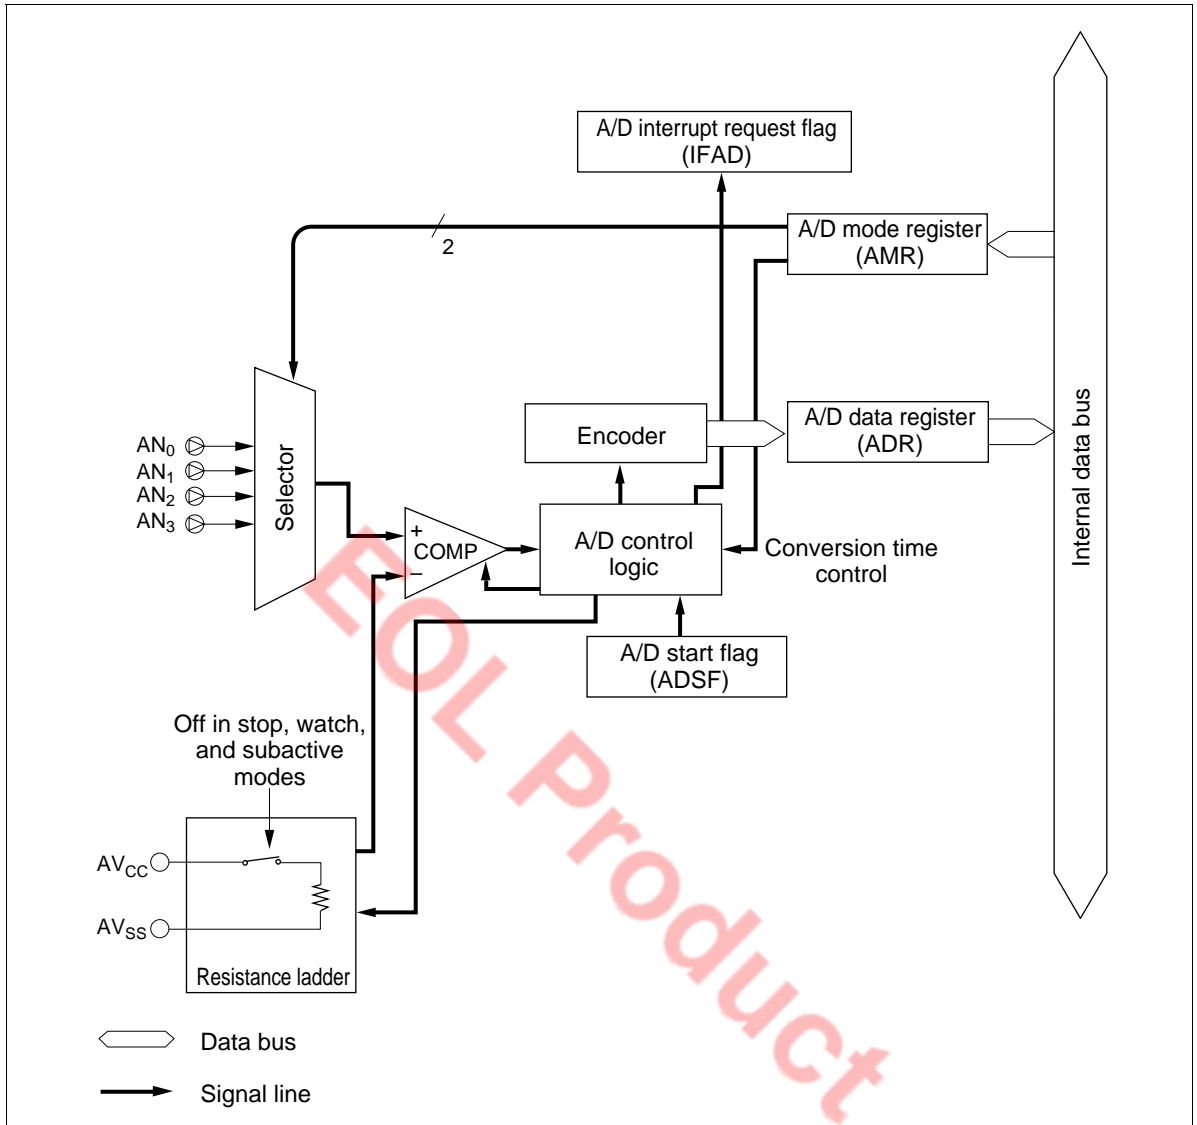 A/D interrupt request flag
(IFAD)
A/D mode register
(AMR)
2
Internal data bus
AN0
AN1
AN2
AN3
Selector
Encoder
A/D data register
(ADR)
+
COMP
−
A/D control
logic
Conversion time
control
A/D start flag
(ADSF)
Off in stop, watch,
and subactive
modes
AVCC
AVSS
Resistance ladder
Data bus
Signal line
EOL Product